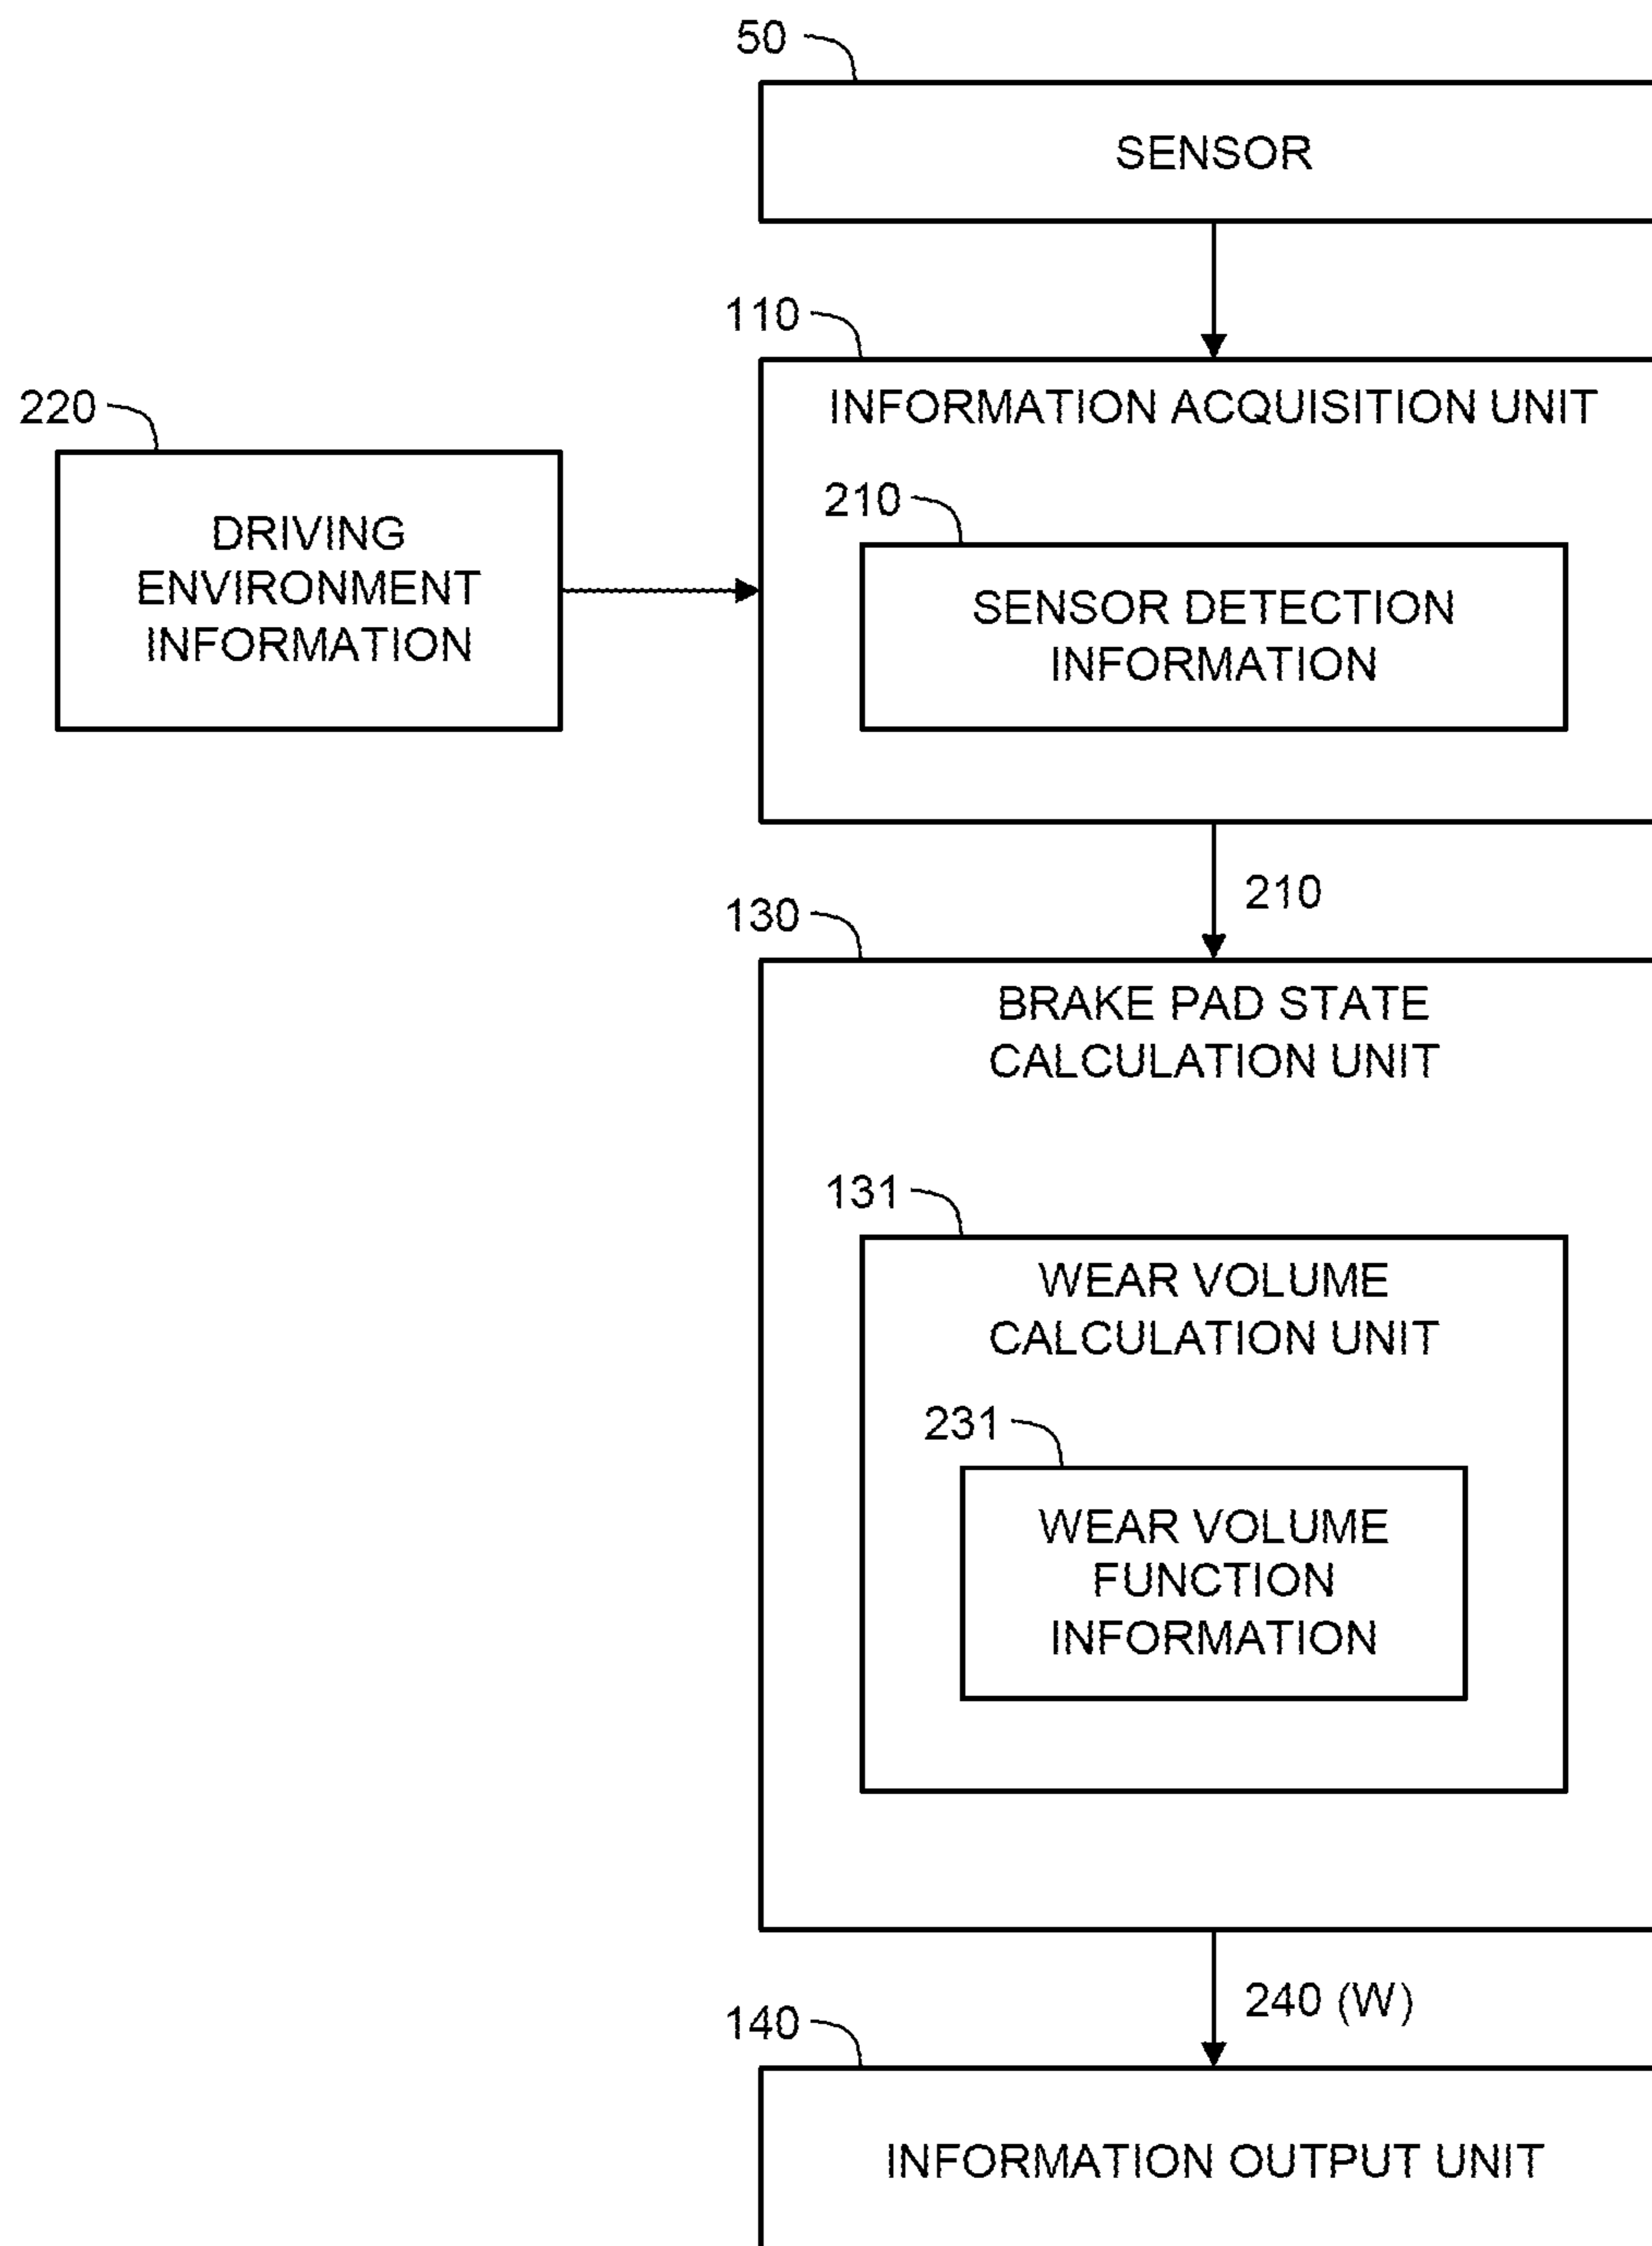 50
SENSOR
110
INFORMATION ACQUISITION UNIT
220
DRIVING
ENVIRONMENT
INFORMATION
210
SENSOR DETECTION
INFORMATION
210
130
BRAKE PAD STATE
CALCULATION UNIT
131
WEAR VOLUME
CALCULATION UNIT
231
WEAR VOLUME
FUNCTION
INFORMATION
240 (W)
140
INFORMATION OUTPUT UNIT